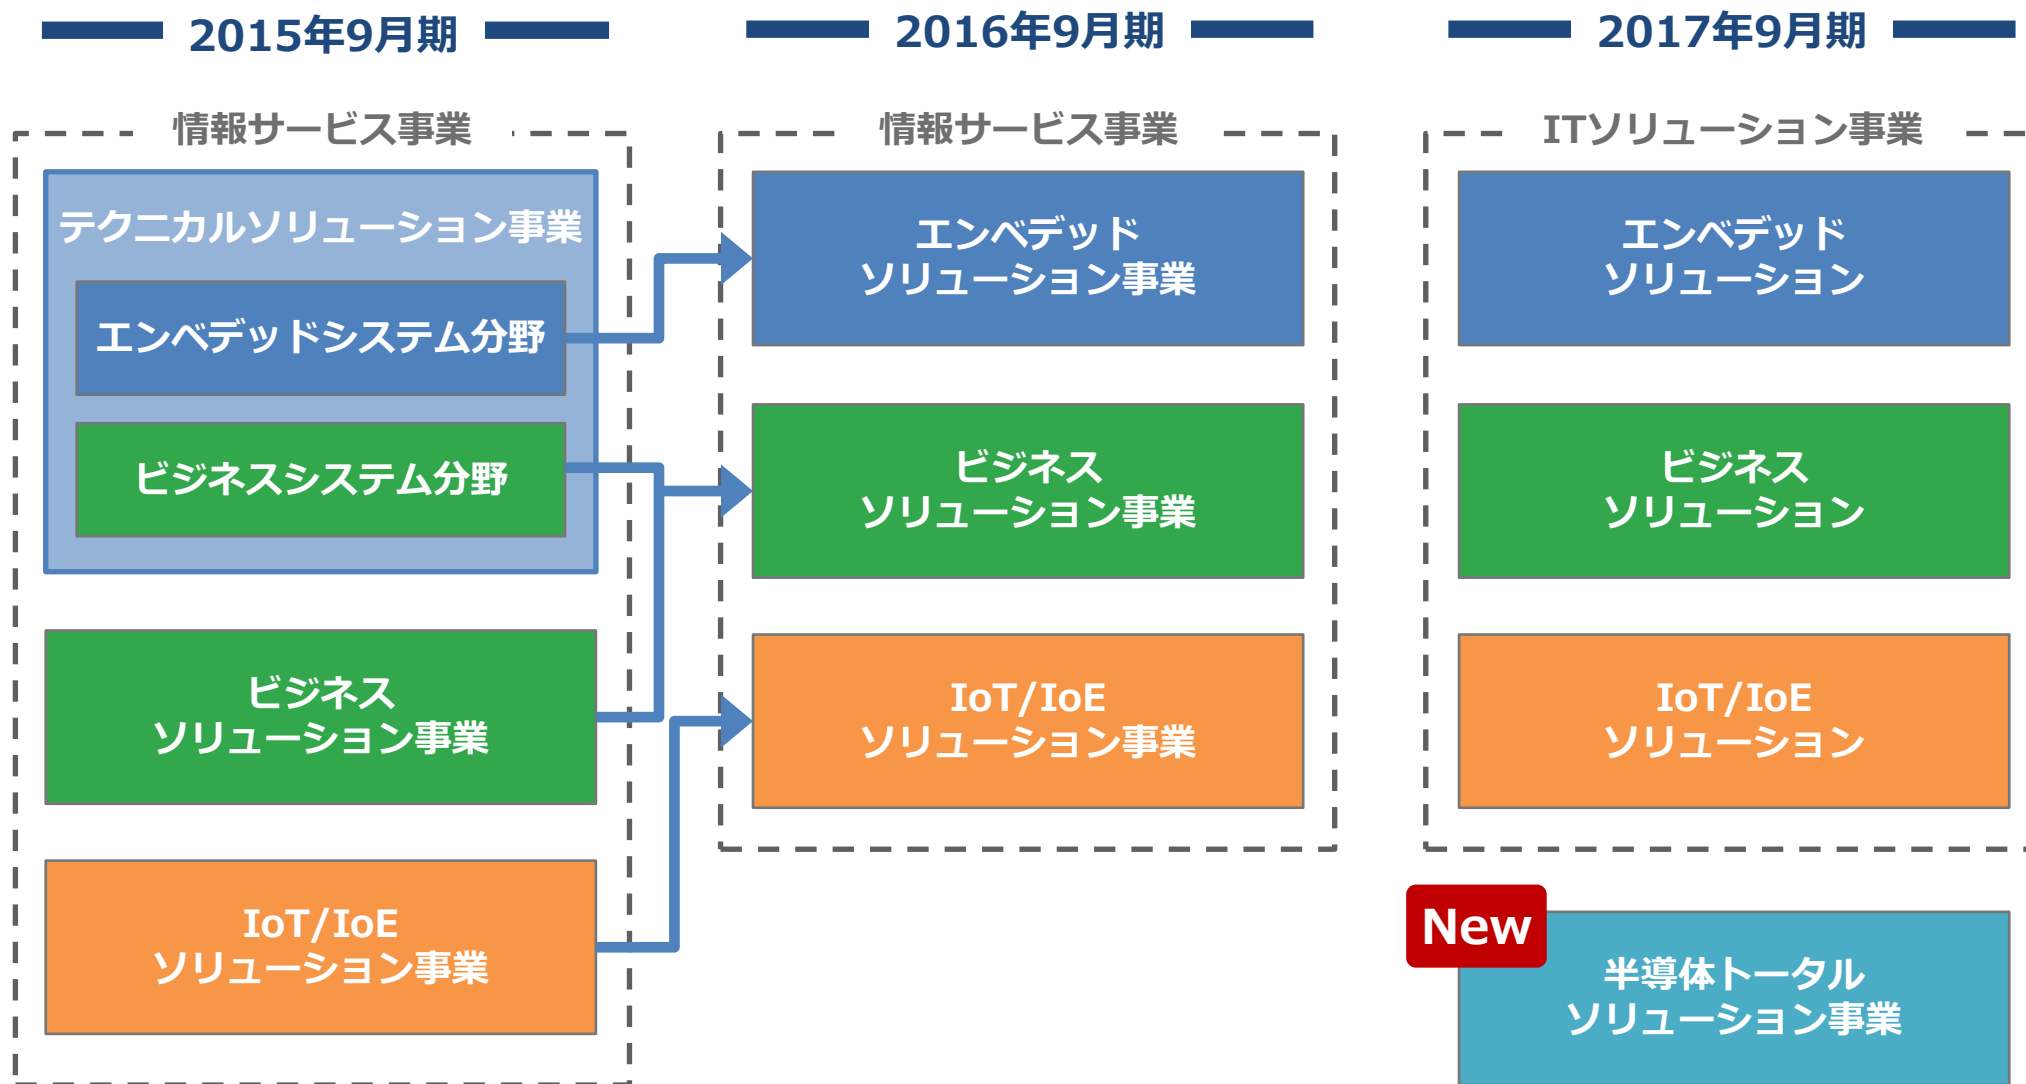 2015年9月期
情報サービス事業
テクニカルソリューション事業
エンベデッドシステム分野
ビジネスシステム分野
ビジネス
ソリューション事業
IoT/IoE
ソリューション事業
2016年9月期
情報サービス事業
エンベデッド
ソリューション事業
ビジネス
ソリューション事業
IoT/IoE
ソリューション事業
2017年9月期
ITソリューション事業
エンベデッド
ソリューション
ビジネス
ソリューション
IoT/IoE
ソリューション
New
半導体トータル
ソリューション事業